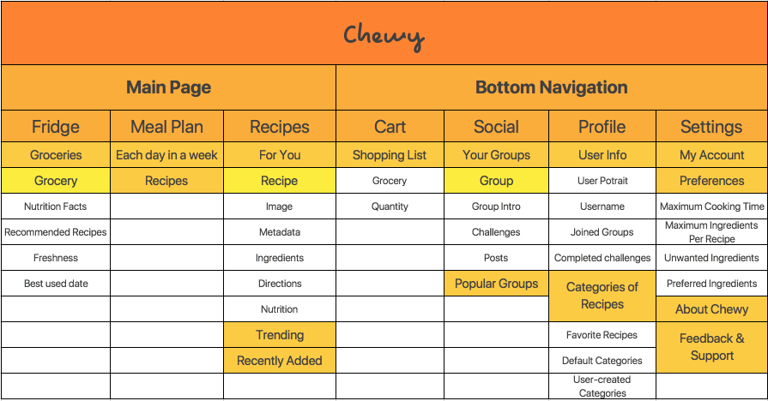 Chewy
Main Page Bottom Navigation
Fridge Meal Plan Recipes Cart Social Profile Settings
Groceries Each day in a week For You Shopping List Your Groups User Info My Account
Grocery Recipes Recipe Grocery Group User Potrait Preferences
Nutrition Facts Image Quantity Group Intro Username Maximum Cooking Time
Recommended Recipes Metadata Challenges Joined Groups Maximum Ingredients
Per Recipe
Freshness Ingredients Posts Completed challenges Unwanted Ingredients
Best used date Directions Popular Groups Categories of
Recipes Preferred Ingredients
Nutrition About Chewy
Trending Favorite Recipes Feedback &
Support
Recently Added Default Categories
User-created
Categories